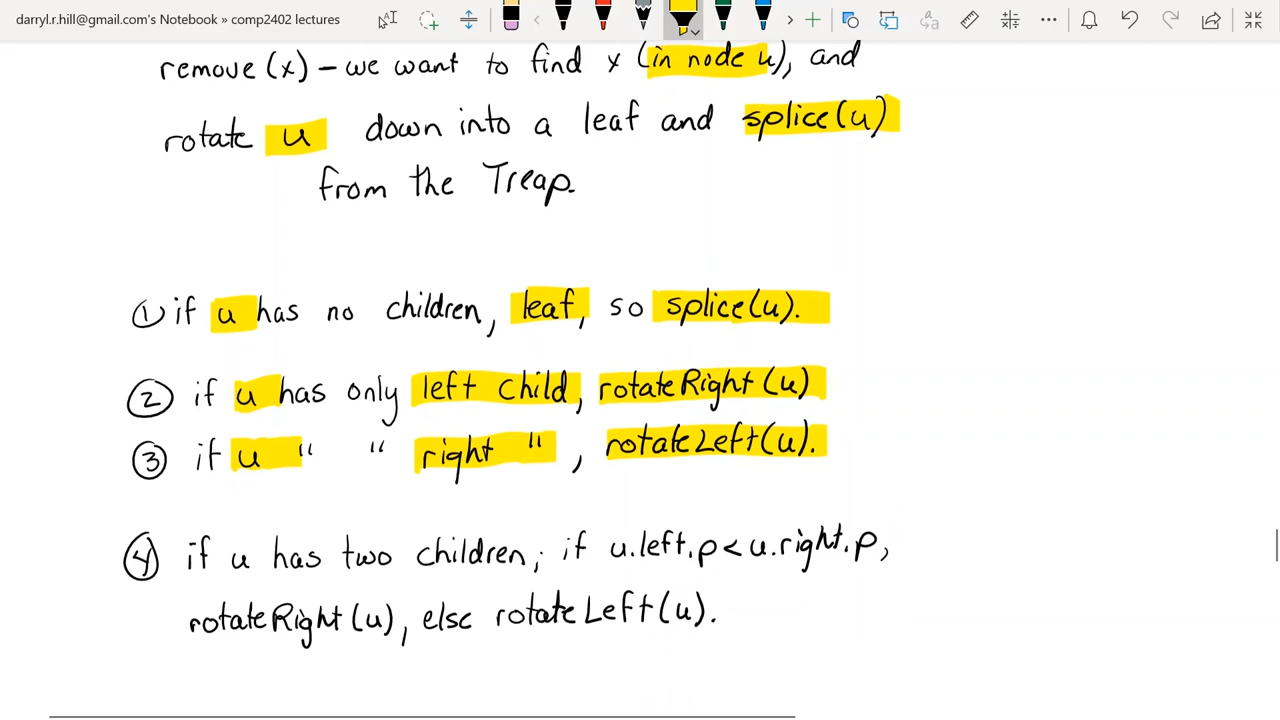 darryl.r.hill@gmail.com's Notebook » comp2402 lectures
remove (x) – we want to find x (in node u), and
rotate u down into a leaf and splice(u)
from the Treap.
① if u has no children, leaf, so splice(u).
② if u has only left child, rotateRight(u)
③ if u " " right " , rotateLeft(u).
④ if u has two children; if u.left.p < u.right.p,
rotateRight(u), else rotateLeft(u).